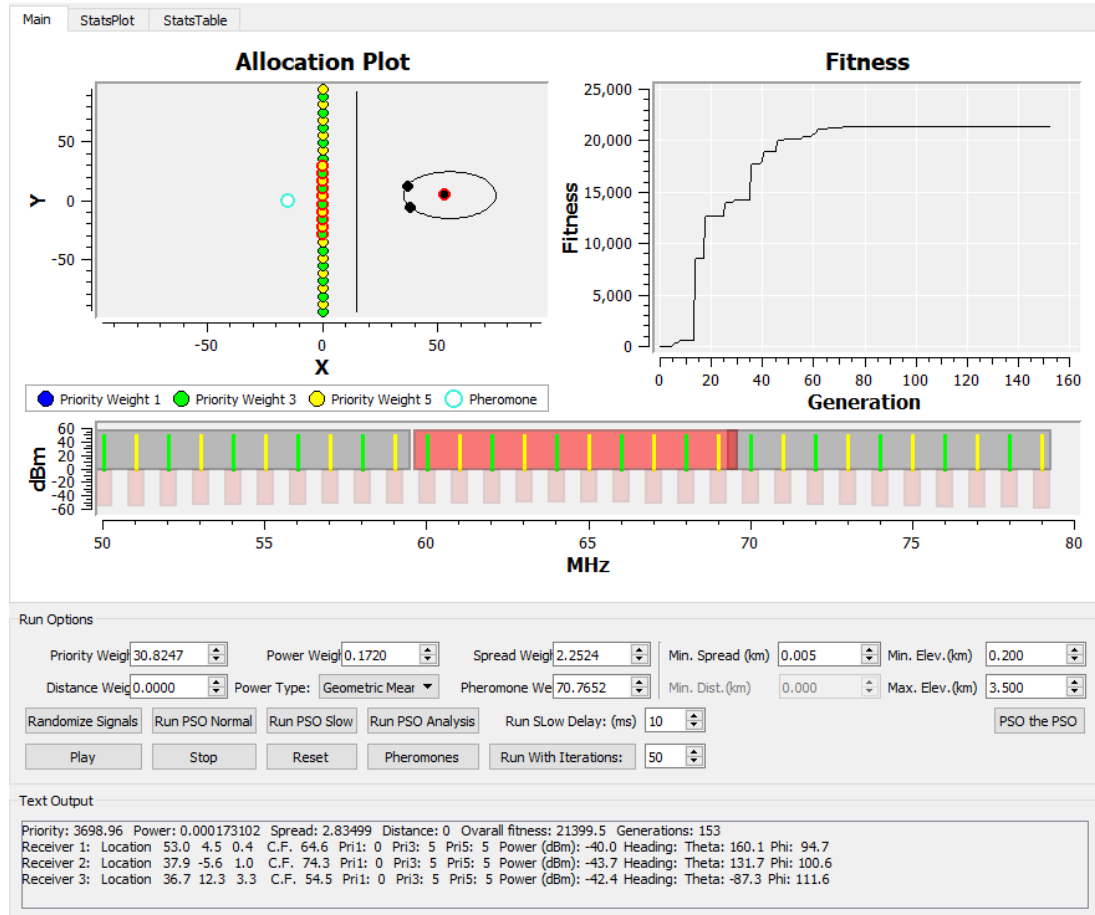 Main StatsPlot StatsTable
Allocation Plot
50
0
-50
Y
-50 0 50
X
Priority Weight 1 Priority Weight 3 Priority Weight 5 Pheromone
Fitness
25,000
20,000
15,000
10,000
5,000
0
Fitness
0 20 40 60 80 100 120 140 160
Generation
60
40
20
0
-20
-40
-60
dBm
50 55 60 65 70 75 80
MHz
Run Options
Priority Weigh 30.8247 Power Weigh 0.1720 Spread Weigh 2.2524 Min. Spread (km) 0.005 Min. Elev.(km) 0.200
Distance Weig 0.0000 Power Type: Geometric Mear Pheromone We 70.7652 Min. Dist.(km) 0.000 Max. Elev.(km) 3.500
Randomize Signals Run PSO Normal Run PSO Slow Run PSO Analysis Run SLow Delay: (ms) 10 PSO the PSO
Play Stop Reset Pheromones Run With Iterations: 50
Text Output
Priority: 3698.96 Power: 0.000173102 Spread: 2.83499 Distance: 0 Ovarall fitness: 21399.5 Generations: 153
Receiver 1: Location 53.0 4.5 0.4 C.F. 64.6 Pri1: 0 Pri3: 5 Pri5: 5 Power (dBm): -40.0 Heading: Theta: 160.1 Phi: 94.7
Receiver 2: Location 37.9 -5.6 1.0 C.F. 74.3 Pri1: 0 Pri3: 5 Pri5: 5 Power (dBm): -43.7 Heading: Theta: 131.7 Phi: 100.6
Receiver 3: Location 36.7 12.3 3.3 C.F. 54.5 Pri1: 0 Pri3: 5 Pri5: 5 Power (dBm): -42.4 Heading: Theta: -87.3 Phi: 111.6